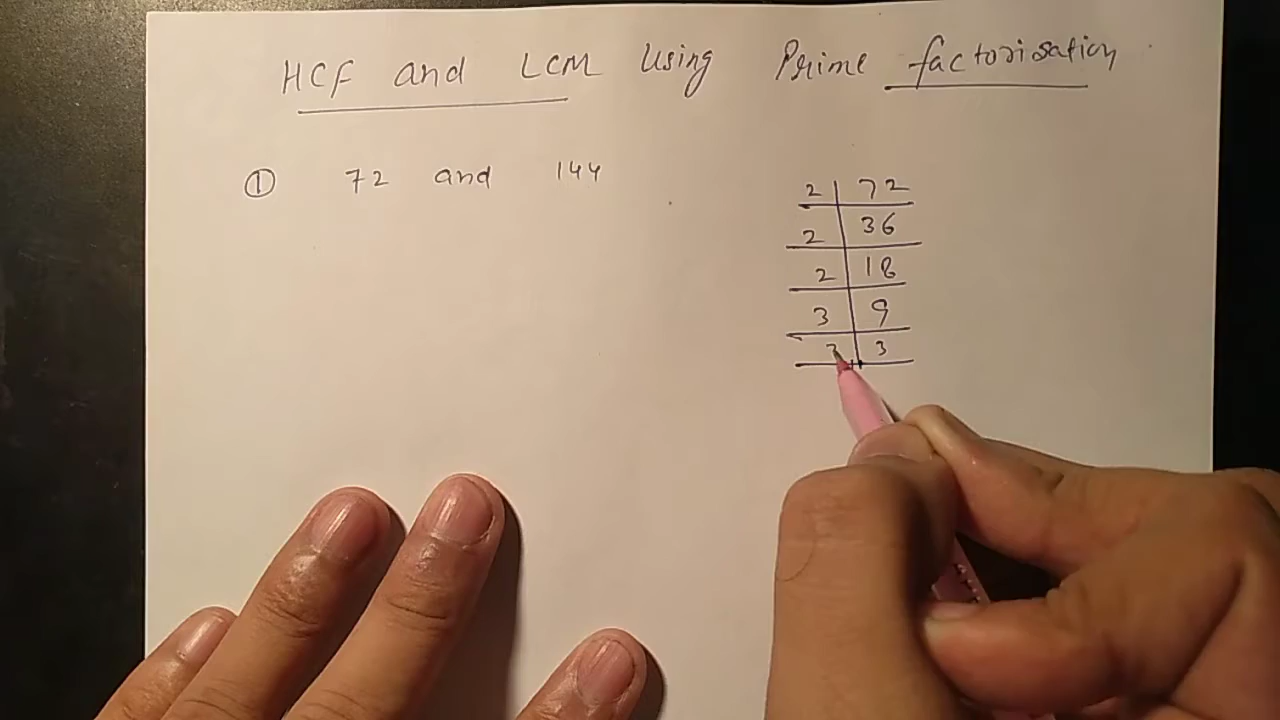 HCF and LCM Using Prime factorisation
① 72 and 144
2 72
2 36
2 18
3 9
3 3